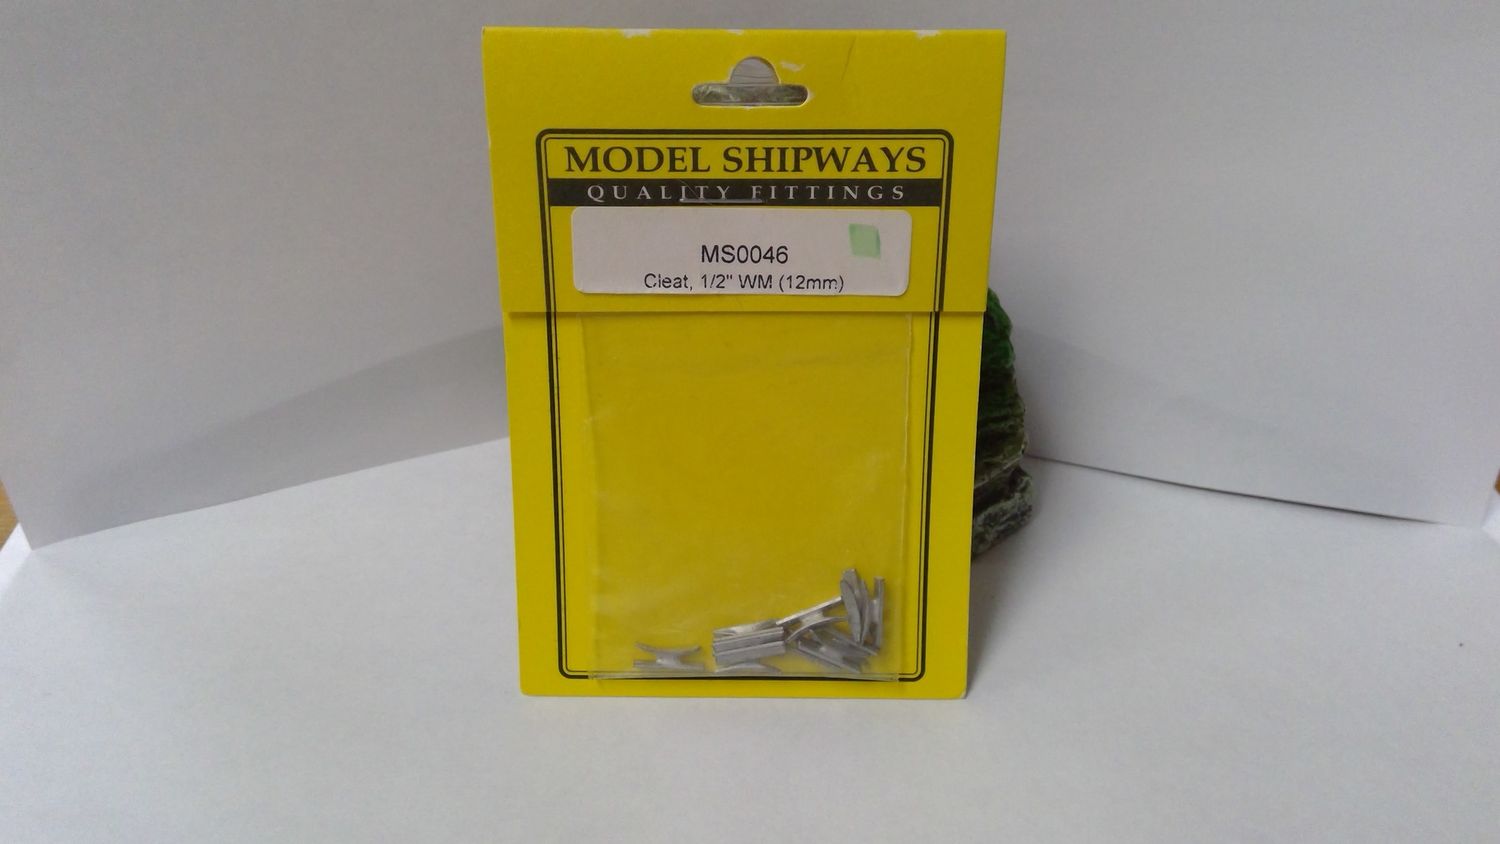 MODEL SHIPWAYS
QUALITY FITTINGS
MS0046
Cleat, 1/2" WM (12mm)